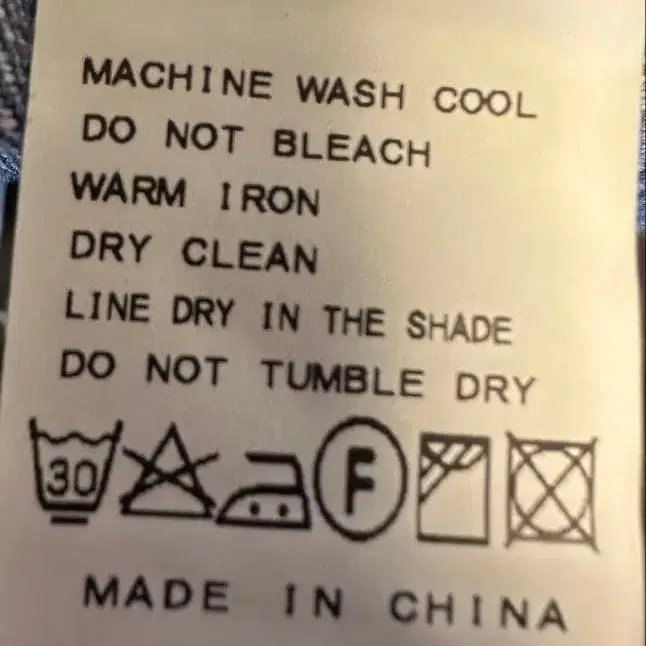 MACHINE WASH COOL
DO NOT BLEACH
WARM IRON
DRY CLEAN
LINE DRY IN THE SHADE
DO NOT TUMBLE DRY
30 F
MADE IN CHINA